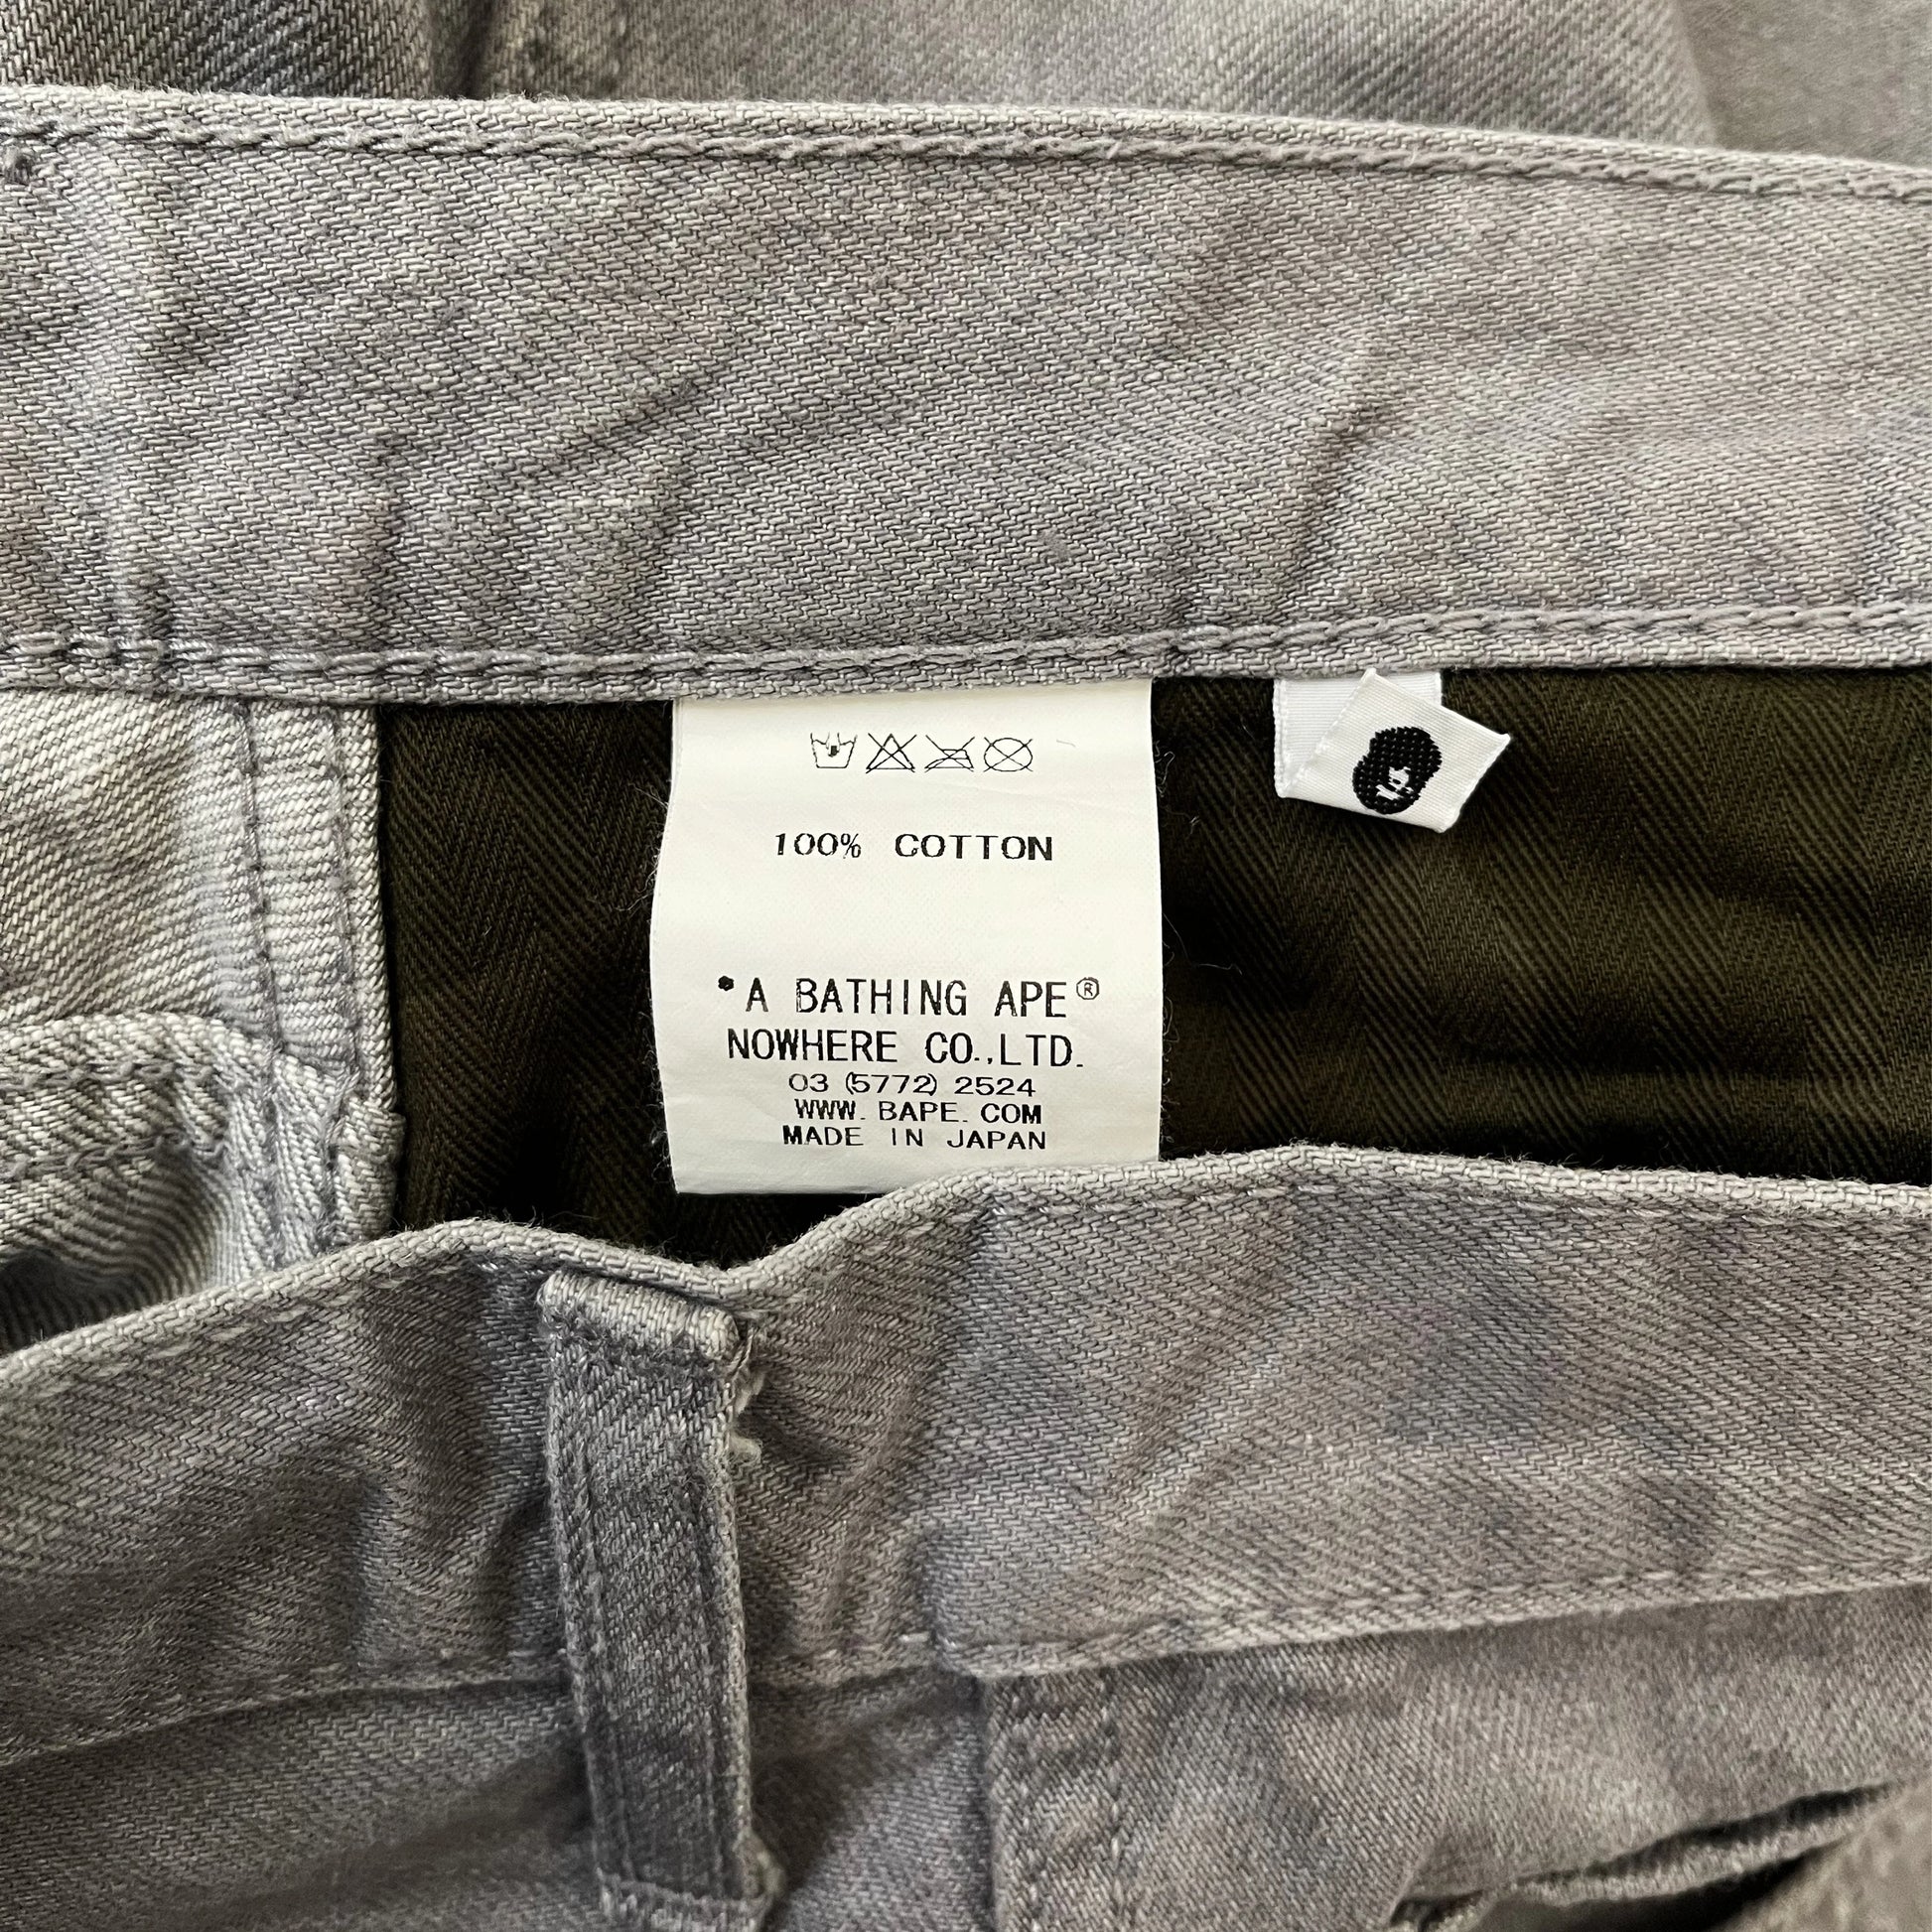 100% COTTON
*A BATHING APE®
NOWHERE CO.,LTD.
03 (5772) 2524
WWW. BAPE. COM
MADE IN JAPAN